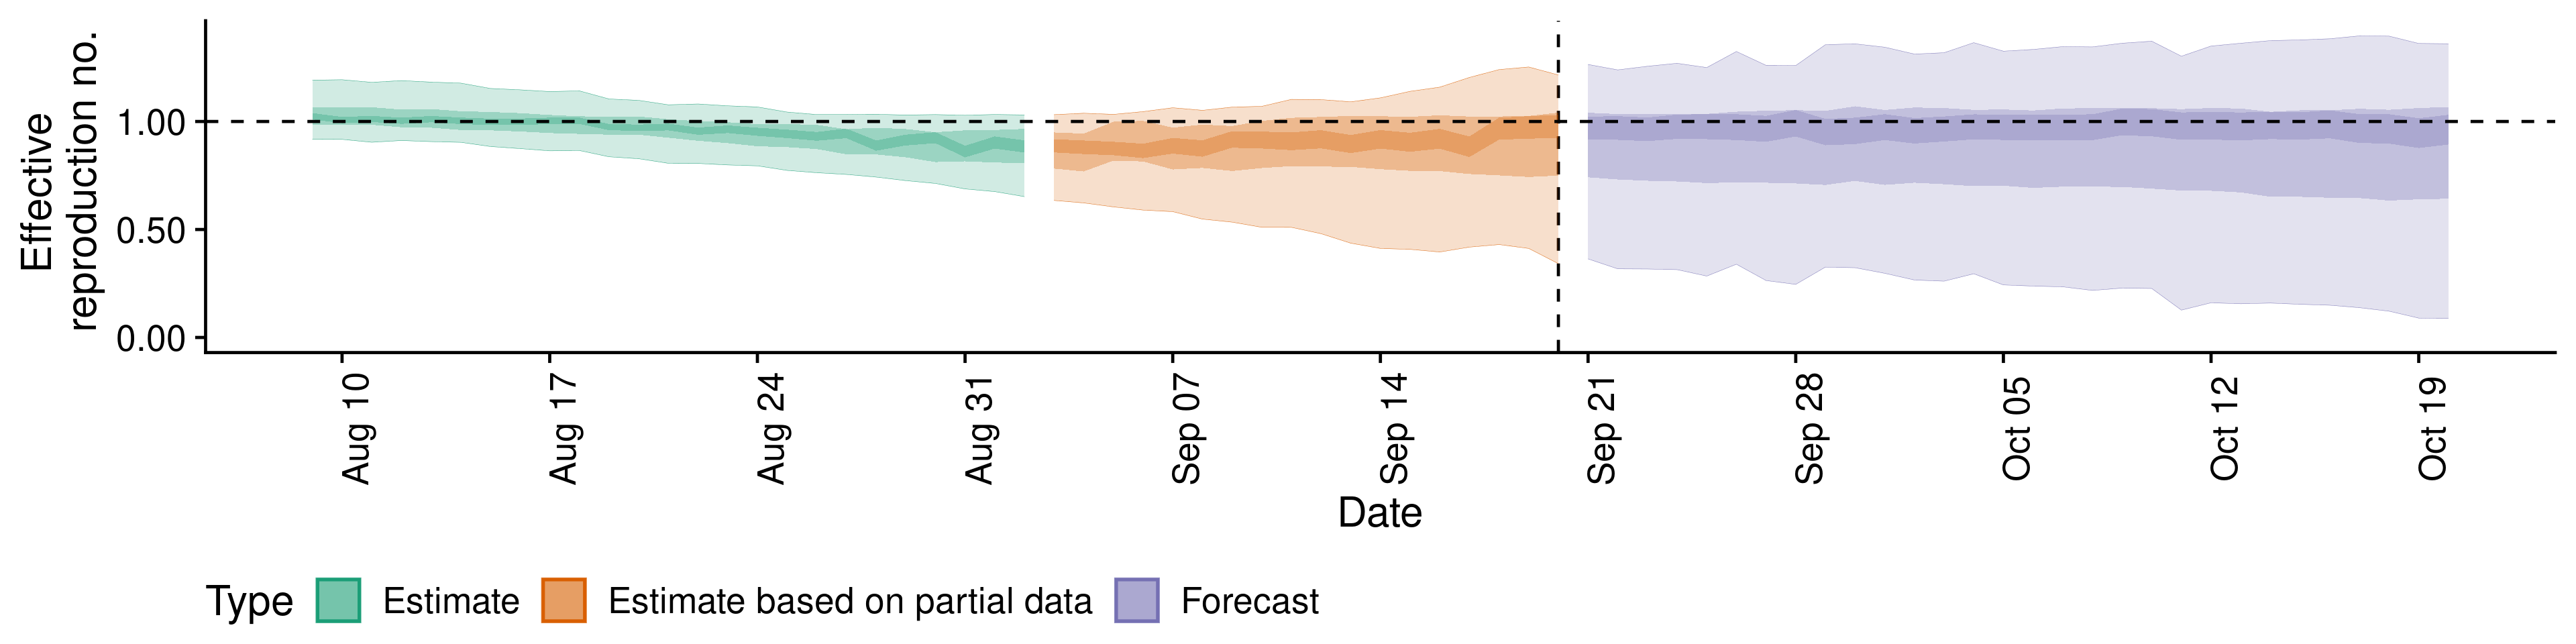 Effective
reproduction no.
1.00
0.50
0.00
Aug 10
Aug 17
Aug 24
Aug 31
Sep 07
Sep 14
Sep 21
Sep 28
Oct 05
Oct 12
Oct 19
Date
Type Estimate Estimate based on partial data Forecast